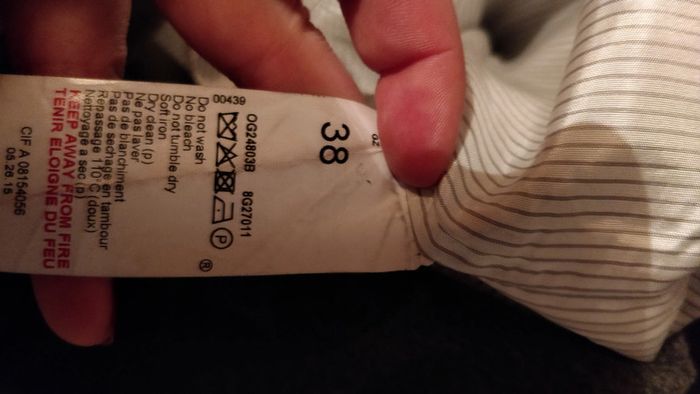 38
OG24803B 8G27011
00439
Do not wash
No bleach
Do not tumble dry
Soft iron
Dry clean (p)
Ne pas laver
Pas de blanchiment
Pas de sechage en tambour
Repassage 110°C (doux)
Nettoyage a sec (p)
KEEP AWAY FROM FIRE
TENIR ELOIGNE DU FEU
CIF A 08154056
05 26 15
P
®